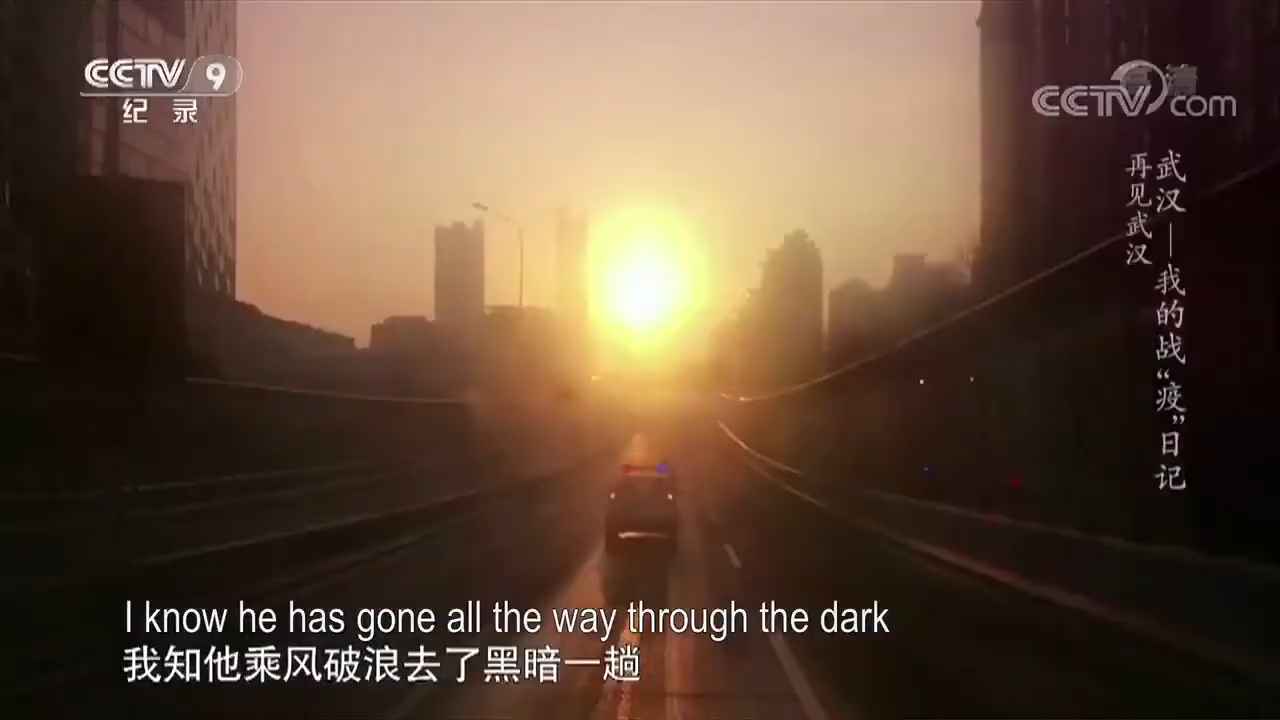 CCTV 9
纪录
高清
CCTV.com
武汉—我的战“疫”日记
再见武汉
I know he has gone all the way through the dark
我知他乘风破浪去了黑暗一趟